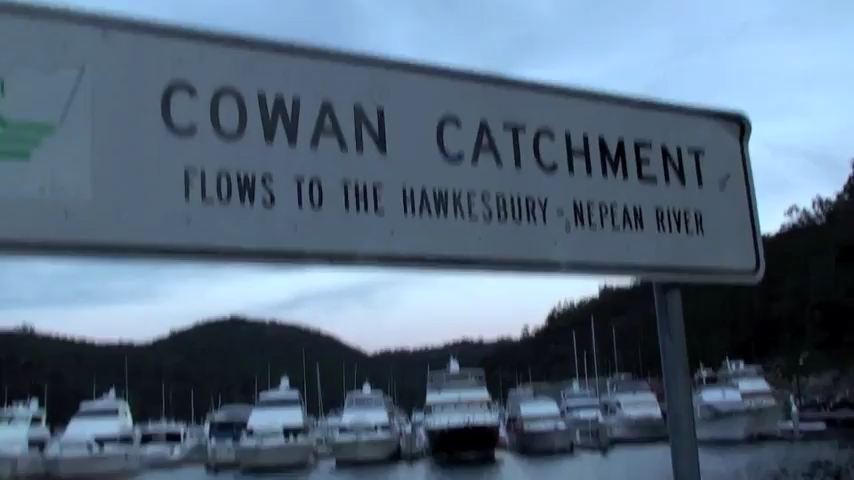 COWAN CATCHMENT
FLOWS TO THE HAWKESBURY - NEPEAN RIVER